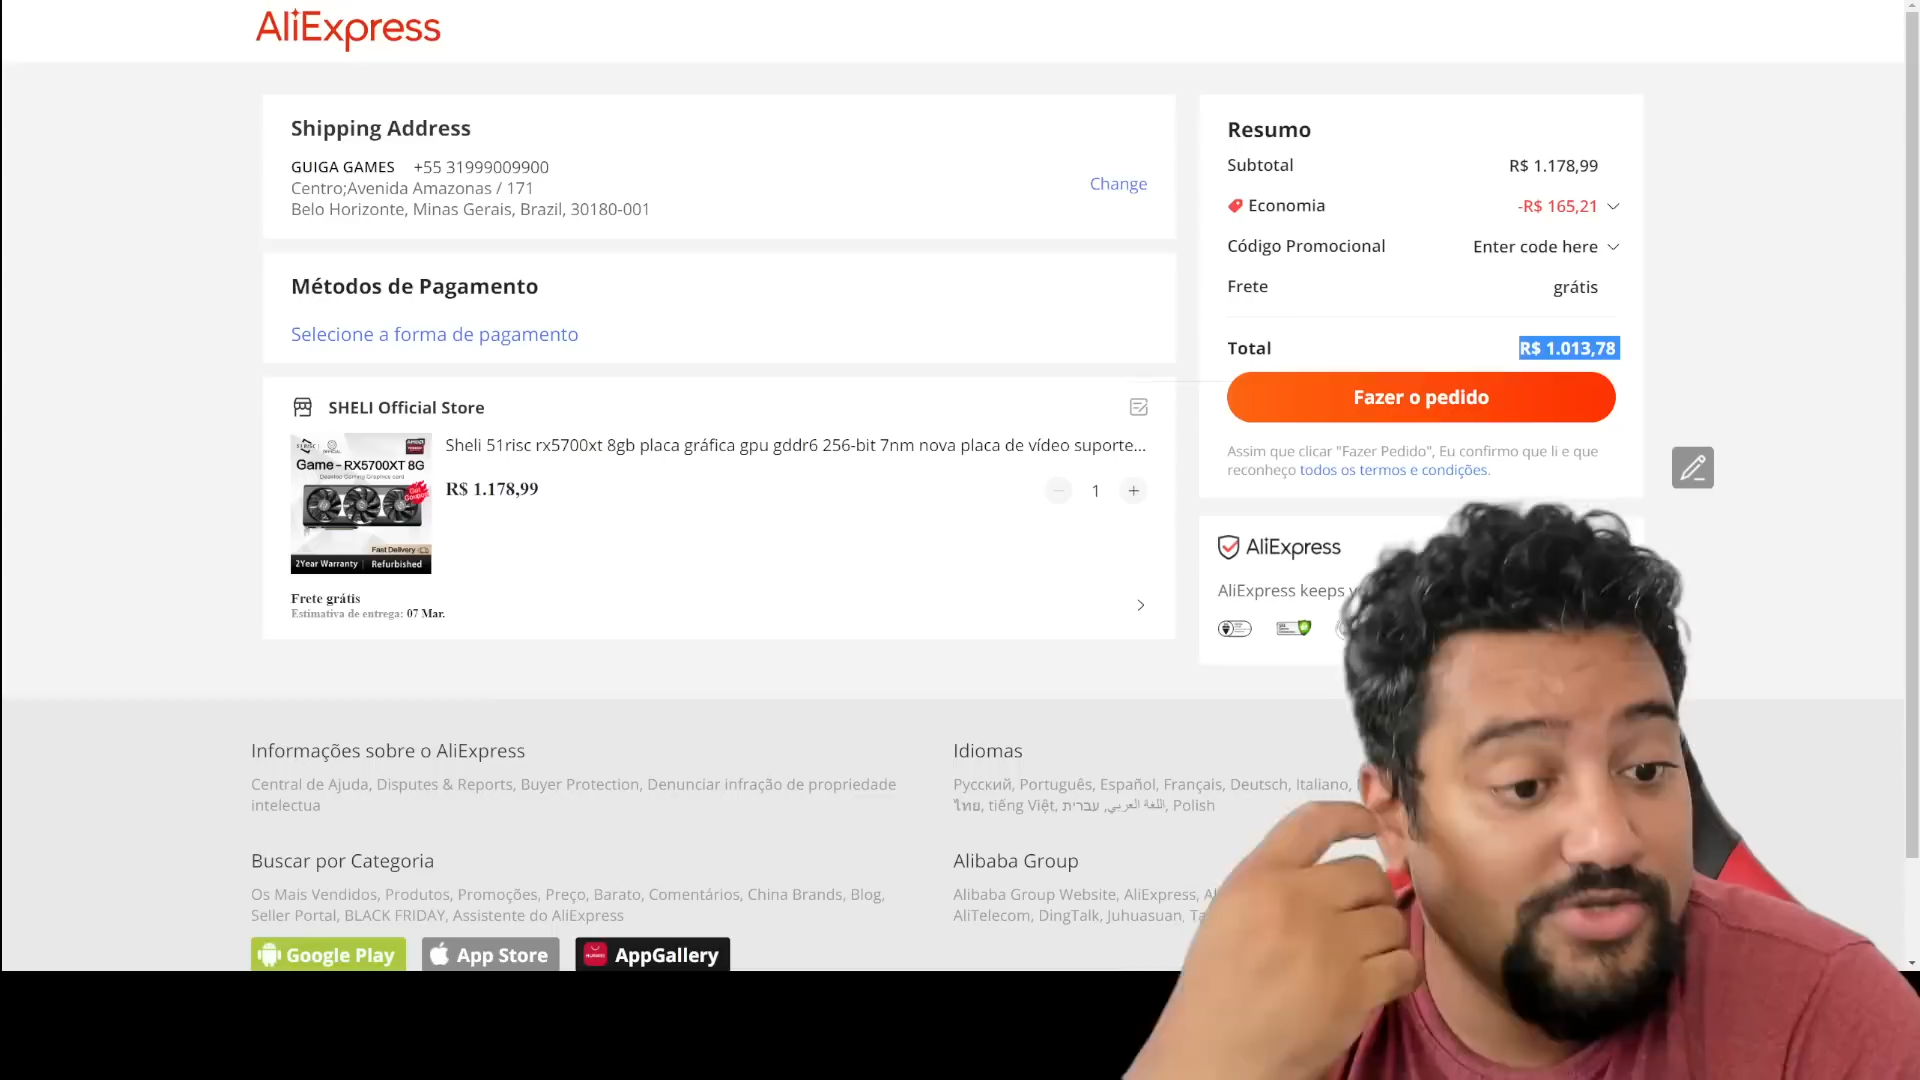 AliExpress
Shipping Address
GUIGA GAMES +55 31999009900
Centro;Avenida Amazonas / 171
Belo Horizonte, Minas Gerais, Brazil, 30180-001
Change
Métodos de Pagamento
Selecione a forma de pagamento
SHELI Official Store
Sheli 51risc rx5700xt 8gb placa gráfica gpu gddr6 256-bit 7nm nova placa de vídeo suporte...
R$ 1.178,99
1
Game-RX5700XT 8G
Fast Delivery
2Year Warranty | Refurbished
Frete grátis
Estimativa de entrega: 07 Mar.
Resumo
Subtotal R$ 1.178,99
Economia -R$ 165,21
Código Promocional Enter code here
Frete grátis
Total R$ 1.013,78
Fazer o pedido
Assim que clicar "Fazer Pedido", Eu confirmo que li e que
reconheço todos os termos e condições.
AliExpress
AliExpress keeps
Informações sobre o AliExpress
Central de Ajuda, Disputes & Reports, Buyer Protection, Denunciar infração de propriedade
intelectua
Idiomas
Русский, Português, Español, Français, Deutsch, Italiano,
ไทย, tiếng Việt, اللغة العربي, עברית, Polish
Buscar por Categoria
Os Mais Vendidos, Produtos, Promoções, Preço, Barato, Comentários, China Brands, Blog,
Seller Portal, BLACK FRIDAY, Assistente do AliExpress
Alibaba Group
Alibaba Group Website, AliExpress,
AliTelecom, DingTalk, Juhuasuan,
Google Play
App Store
AppGallery